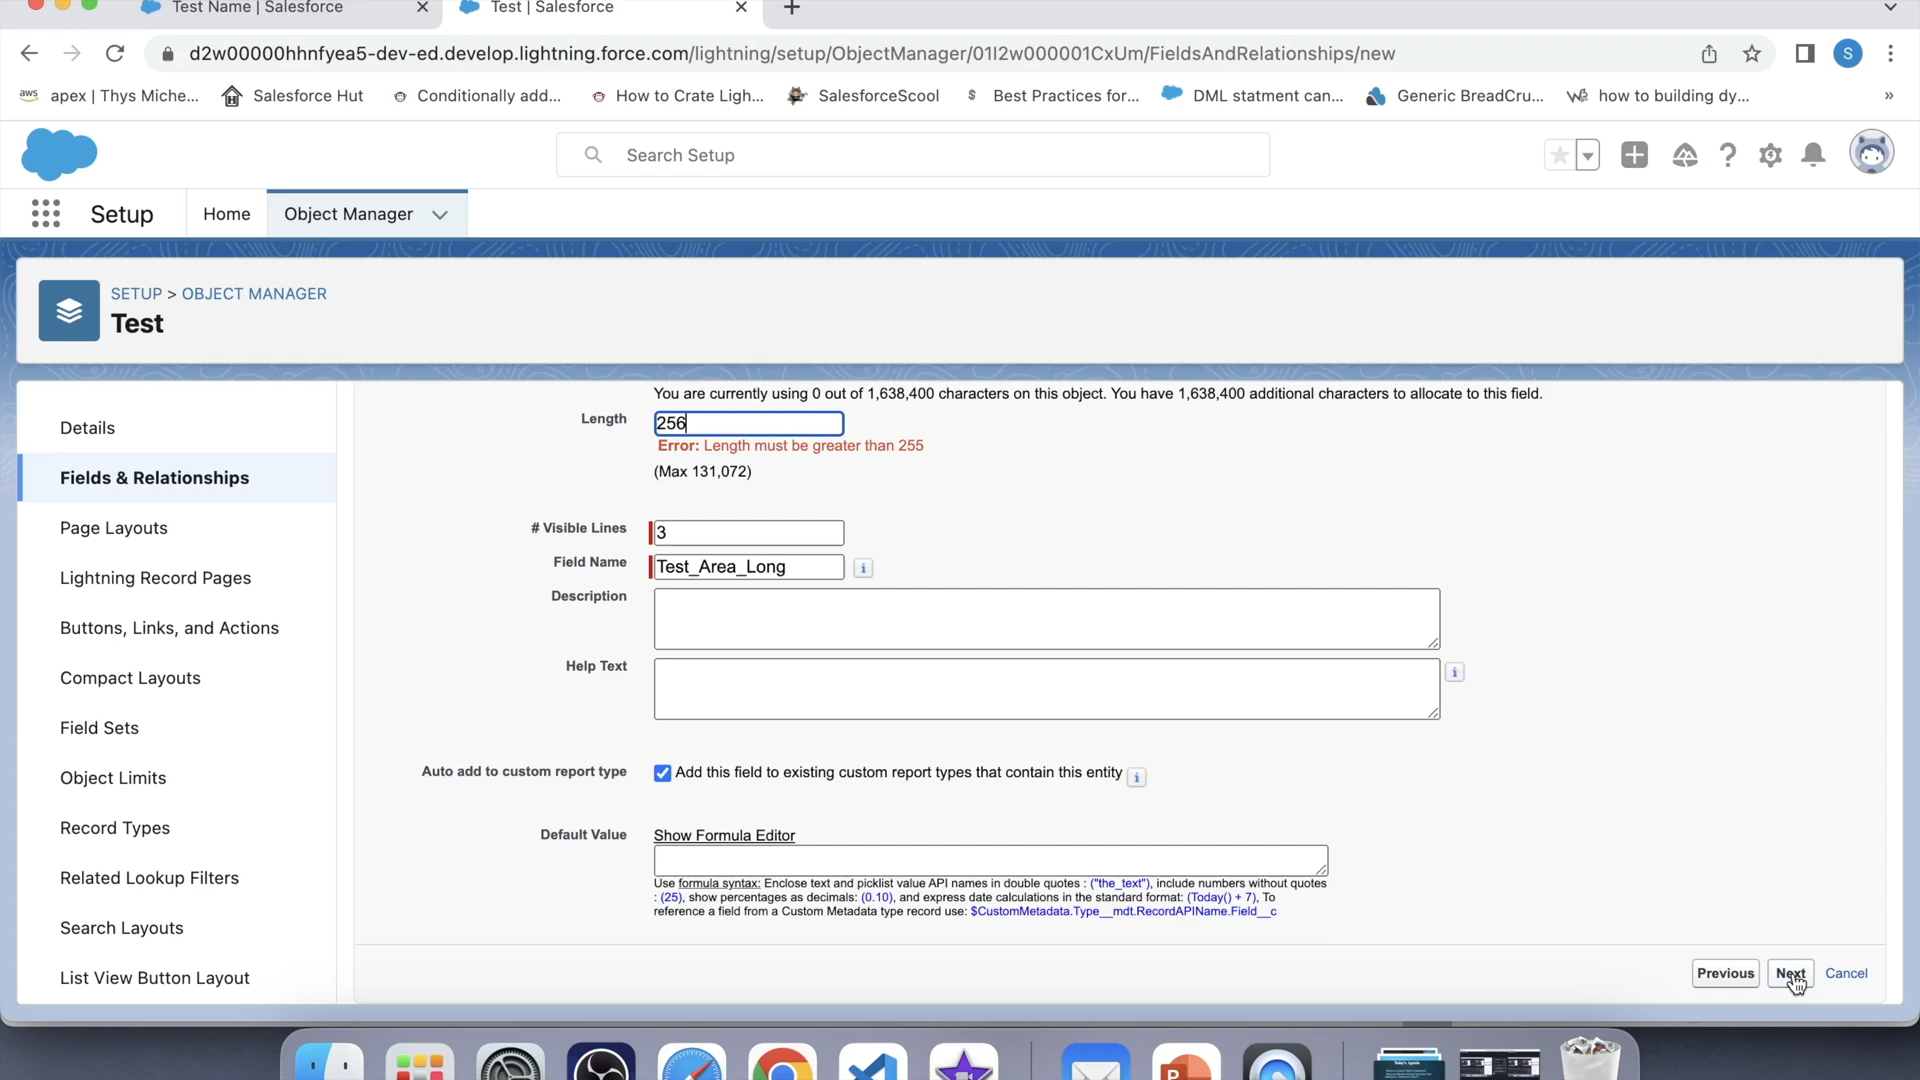 Test Name | Salesforce
Test | Salesforce
d2w00000hhnfyea5-dev-ed.develop.lightning.force.com/lightning/setup/ObjectManager/01I2w000001CxUm/FieldsAndRelationships/new
S
aws apex | Thys Miche...
Salesforce Hut
Conditionally add...
How to Crate Ligh...
SalesforceScool
Best Practices for...
DML statment can...
Generic BreadCru...
how to building dy...
»
Search Setup
Setup
Home
Object Manager
SETUP > OBJECT MANAGER
Test
Details
Fields & Relationships
Page Layouts
Lightning Record Pages
Buttons, Links, and Actions
Compact Layouts
Field Sets
Object Limits
Record Types
Related Lookup Filters
Search Layouts
List View Button Layout
You are currently using 0 out of 1,638,400 characters on this object. You have 1,638,400 additional characters to allocate to this field.
Length 256
Error: Length must be greater than 255
(Max 131,072)
# Visible Lines 3
Field Name Test_Area_Long
Description
Help Text
Auto add to custom report type Add this field to existing custom report types that contain this entity
Default Value Show Formula Editor
Use formula syntax: Enclose text and picklist value API names in double quotes : ("the_text"), include numbers without quotes
: (25), show percentages as decimals: (0.10), and express date calculations in the standard format: (Today() + 7), To
reference a field from a Custom Metadata type record use: $CustomMetadata.Type__mdt.RecordAPIName.Field__c
Previous Next Cancel